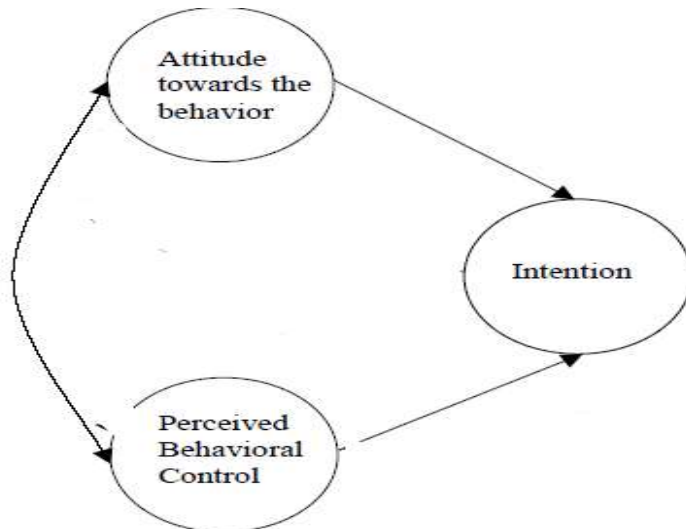 Attitude
towards the
behavior
Intention
Perceived
Behavioral
Control